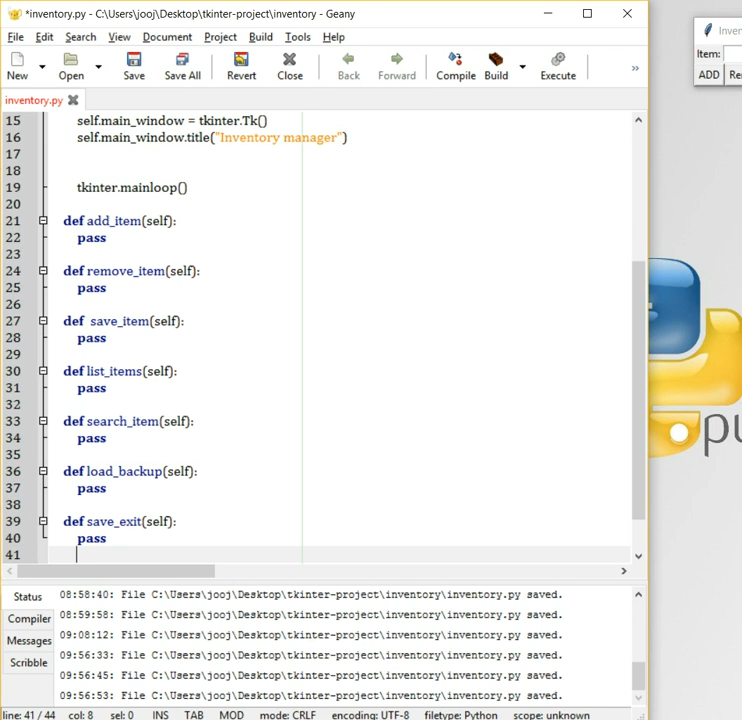 *inventory.py - C:\Users\jooj\Desktop\tkinter-project\inventory - Geany
File Edit Search View Document Project Build Tools Help
New Open Save Save All Revert Close Back Forward Compile Build Execute »
inventory.py
15 self.main_window = tkinter.Tk()
16 self.main_window.title("Inventory manager")
17
18
19 tkinter.mainloop()
20
21 def add_item(self):
22 pass
23
24 def remove_item(self):
25 pass
26
27 def save_item(self):
28 pass
29
30 def list_items(self):
31 pass
32
33 def search_item(self):
34 pass
35
36 def load_backup(self):
37 pass
38
39 def save_exit(self):
40 pass
41
Status
Compiler
Messages
Scribble
08:58:40: File C:\Users\jooj\Desktop\tkinter-project\inventory\inventory.py saved.
08:59:58: File C:\Users\jooj\Desktop\tkinter-project\inventory\inventory.py saved.
09:08:12: File C:\Users\jooj\Desktop\tkinter-project\inventory\inventory.py saved.
09:56:33: File C:\Users\jooj\Desktop\tkinter-project\inventory\inventory.py saved.
09:56:45: File C:\Users\jooj\Desktop\tkinter-project\inventory\inventory.py saved.
09:56:53: File C:\Users\jooj\Desktop\tkinter-project\inventory\inventory.py saved.
line: 41 / 44 col: 8 sel: 0 INS TAB MOD mode: CRLF encoding: UTF-8 filetype: Python scope: unknown
Inven
Item:
ADD Re
pu